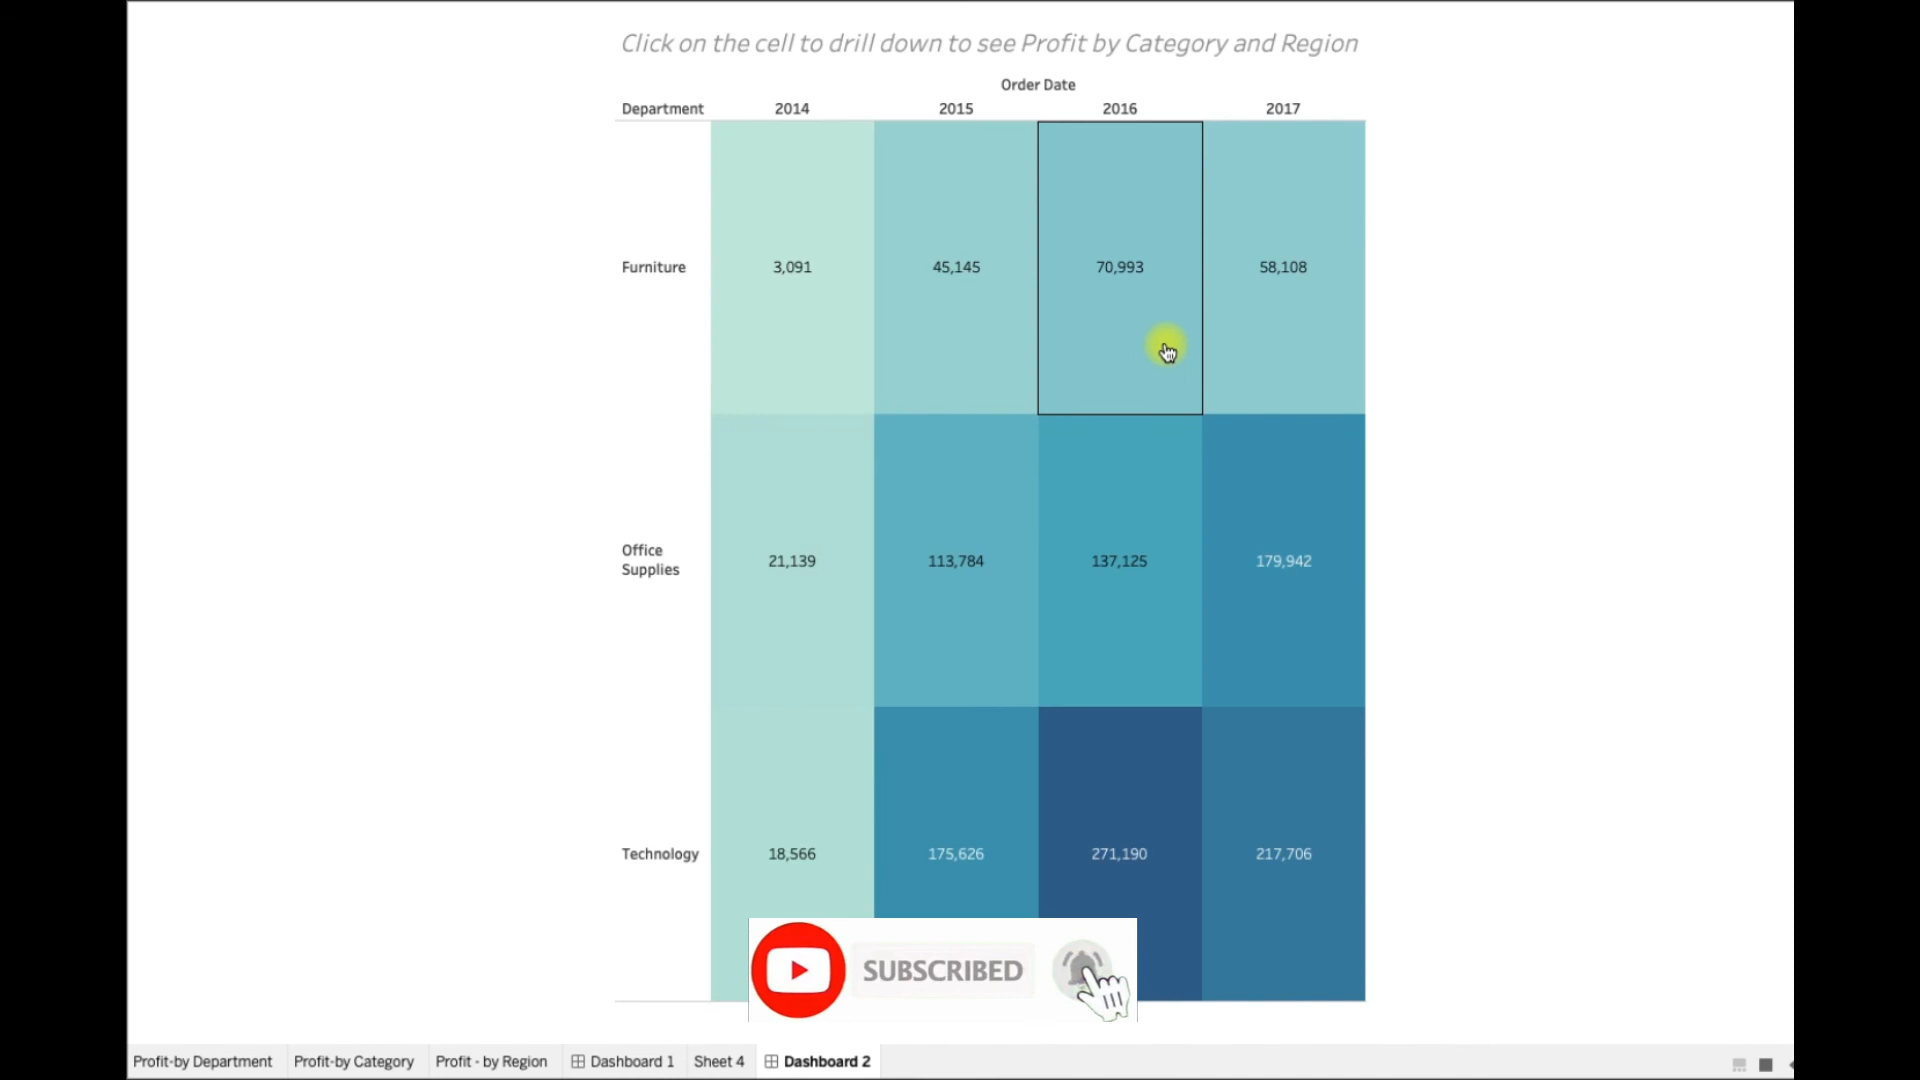 Click on the cell to drill down to see Profit by Category and Region
Order Date
Department 2014 2015 2016 2017
Furniture 3,091 45,145 70,993 58,108
Office
Supplies 21,139 113,784 137,125 179,942
Technology 18,566 175,626 271,190 217,706
SUBSCRIBED
Profit-by Department Profit-by Category Profit - by Region Dashboard 1 Sheet 4 Dashboard 2